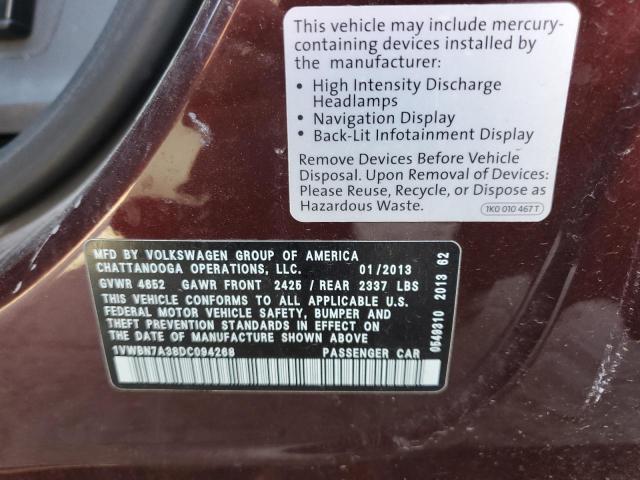 This vehicle may include mercury-
containing devices installed by
the manufacturer:
• High Intensity Discharge
Headlamps
• Navigation Display
• Back-Lit Infotainment Display
Remove Devices Before Vehicle
Disposal. Upon Removal of Devices:
Please Reuse, Recycle, or Dispose as
Hazardous Waste.
1K0 010 467 T
MFD BY VOLKSWAGEN GROUP OF AMERICA
CHATTANOOGA OPERATIONS, LLC. 01/2013
GVWR 4652 GAWR FRONT 2425 / REAR 2337 LBS
THIS VEHICLE CONFORMS TO ALL APPLICABLE U.S.
FEDERAL MOTOR VEHICLE SAFETY, BUMPER AND
THEFT PREVENTION STANDARDS IN EFFECT ON
THE DATE OF MANUFACTURE SHOWN ABOVE
1VWBN7A38DC094268 PASSENGER CAR
0549310 2013 62